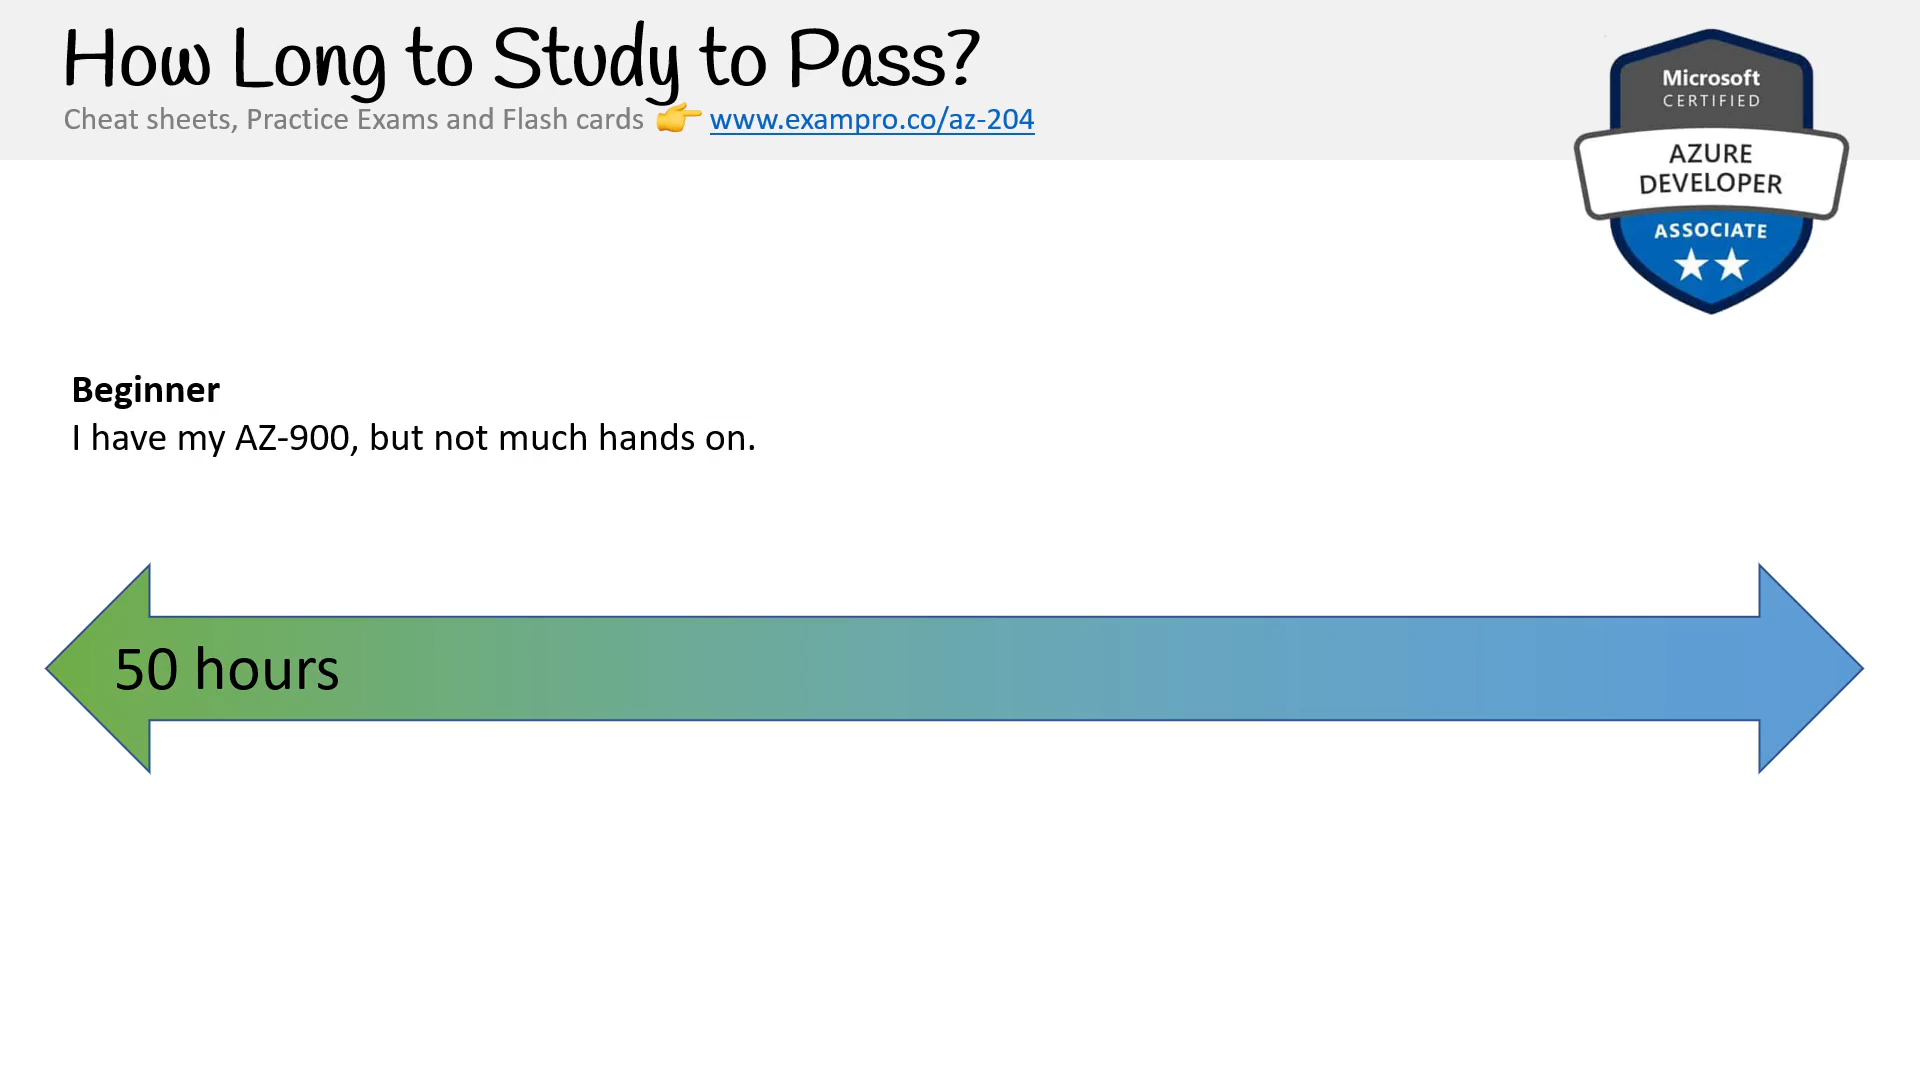 How Long to Study to Pass?
Cheat sheets, Practice Exams and Flash cards 👉 www.exampro.co/az-204
Microsoft
CERTIFIED
AZURE
DEVELOPER
ASSOCIATE
Beginner
I have my AZ-900, but not much hands on.
50 hours